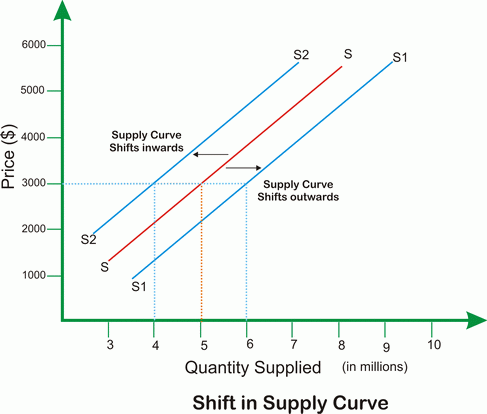 Price ($)
6000
5000
4000
3000
2000
1000
S2
S
S1
Supply Curve
Shifts inwards
Supply Curve
Shifts outwards
S2
S
S1
3
4
5
6
7
8
9
10
Quantity Supplied (in millions)
Shift in Supply Curve